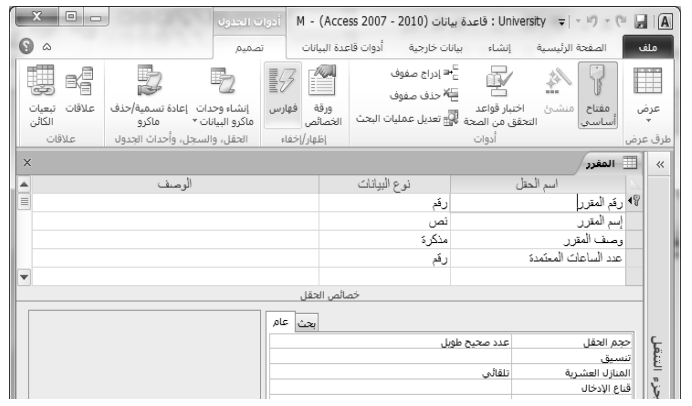 University : قاعدة بيانات (Access 2007 - 2010) - M
أدوات الجدول
ملف الصفحة الرئيسية إنشاء بيانات خارجية أدوات قاعدة البيانات تصميم
عرض
مفتاح أساسي
منشئ
اختبار قواعد التحقق من الصحة
إدراج صفوف
حذف صفوف
تعديل عمليات البحث
ورقة الخصائص
فهارس
إنشاء وحدات ماكرو البيانات
إعادة تسمية/حذف ماكرو
علاقات
تبعيات الكائن
طرق عرض أدوات إظهار/إخفاء الحقل، والسجل، وأحداث الجدول علاقات
المقرر
اسم الحقل نوع البيانات الوصف
رقم المقرر رقم
إسم المقرر نص
وصف المقرر مذكرة
عدد الساعات المعتمدة رقم
خصائص الحقل
عام بحث
حجم الحقل عدد صحيح طويل
تنسيق
المنازل العشرية تلقائي
قناع الإدخال
جزء التنقل